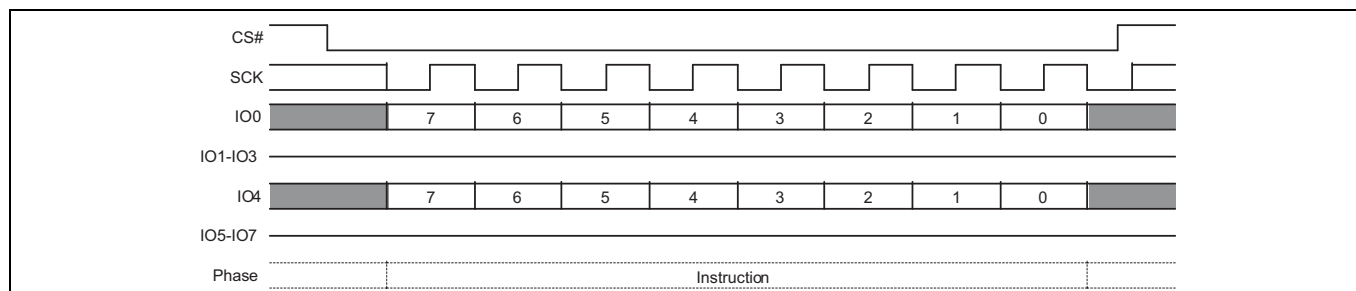 CS#
SCK
IO0 7 6 5 4 3 2 1 0
IO1-IO3
IO4 7 6 5 4 3 2 1 0
IO5-IO7
Phase Instruction